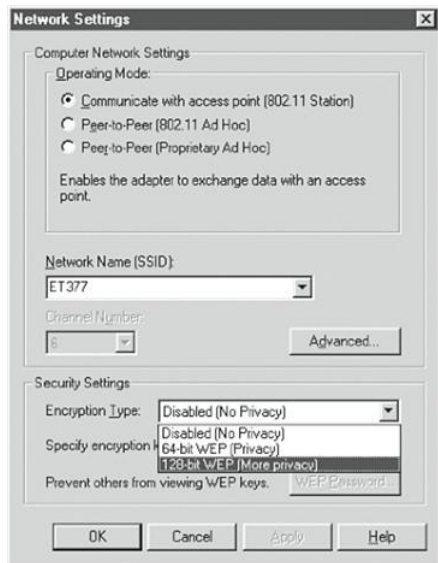 Network Settings
Computer Network Settings
Operating Mode:
Communicate with access point (802.11 Station)
Peer-to-Peer (802.11 Ad Hoc)
Peer-to-Peer (Proprietary Ad Hoc)
Enables the adapter to exchange data with an access
point.
Network Name (SSID):
ET377
Channel Number:
6
Advanced...
Security Settings
Encryption Type: Disabled (No Privacy)
Disabled (No Privacy)
Specify encryption 64-bit WEP (Privacy)
128-bit WEP (More privacy)
Prevent others from viewing WEP keys. WEP Password...
OK Cancel Apply Help